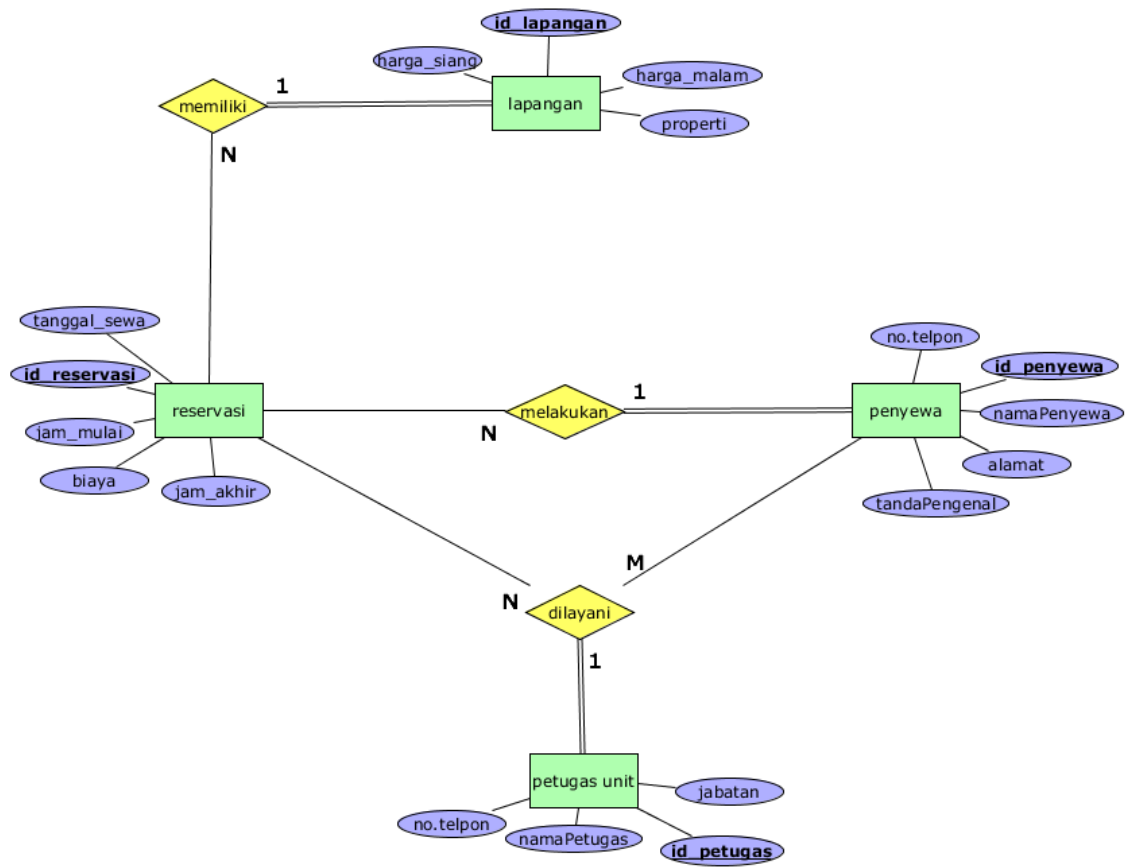 id_lapangan
harga_siang
harga_malam
memiliki
1
lapangan
properti
N
tanggal_sewa
no.telpon
id_reservasi
id_penyewa
reservasi
melakukan
1
penyewa
namaPenyewa
jam_mulai
N
alamat
biaya
jam_akhir
tandaPengenal
M
N
dilayani
1
petugas unit
jabatan
no.telpon
namaPetugas
id_petugas